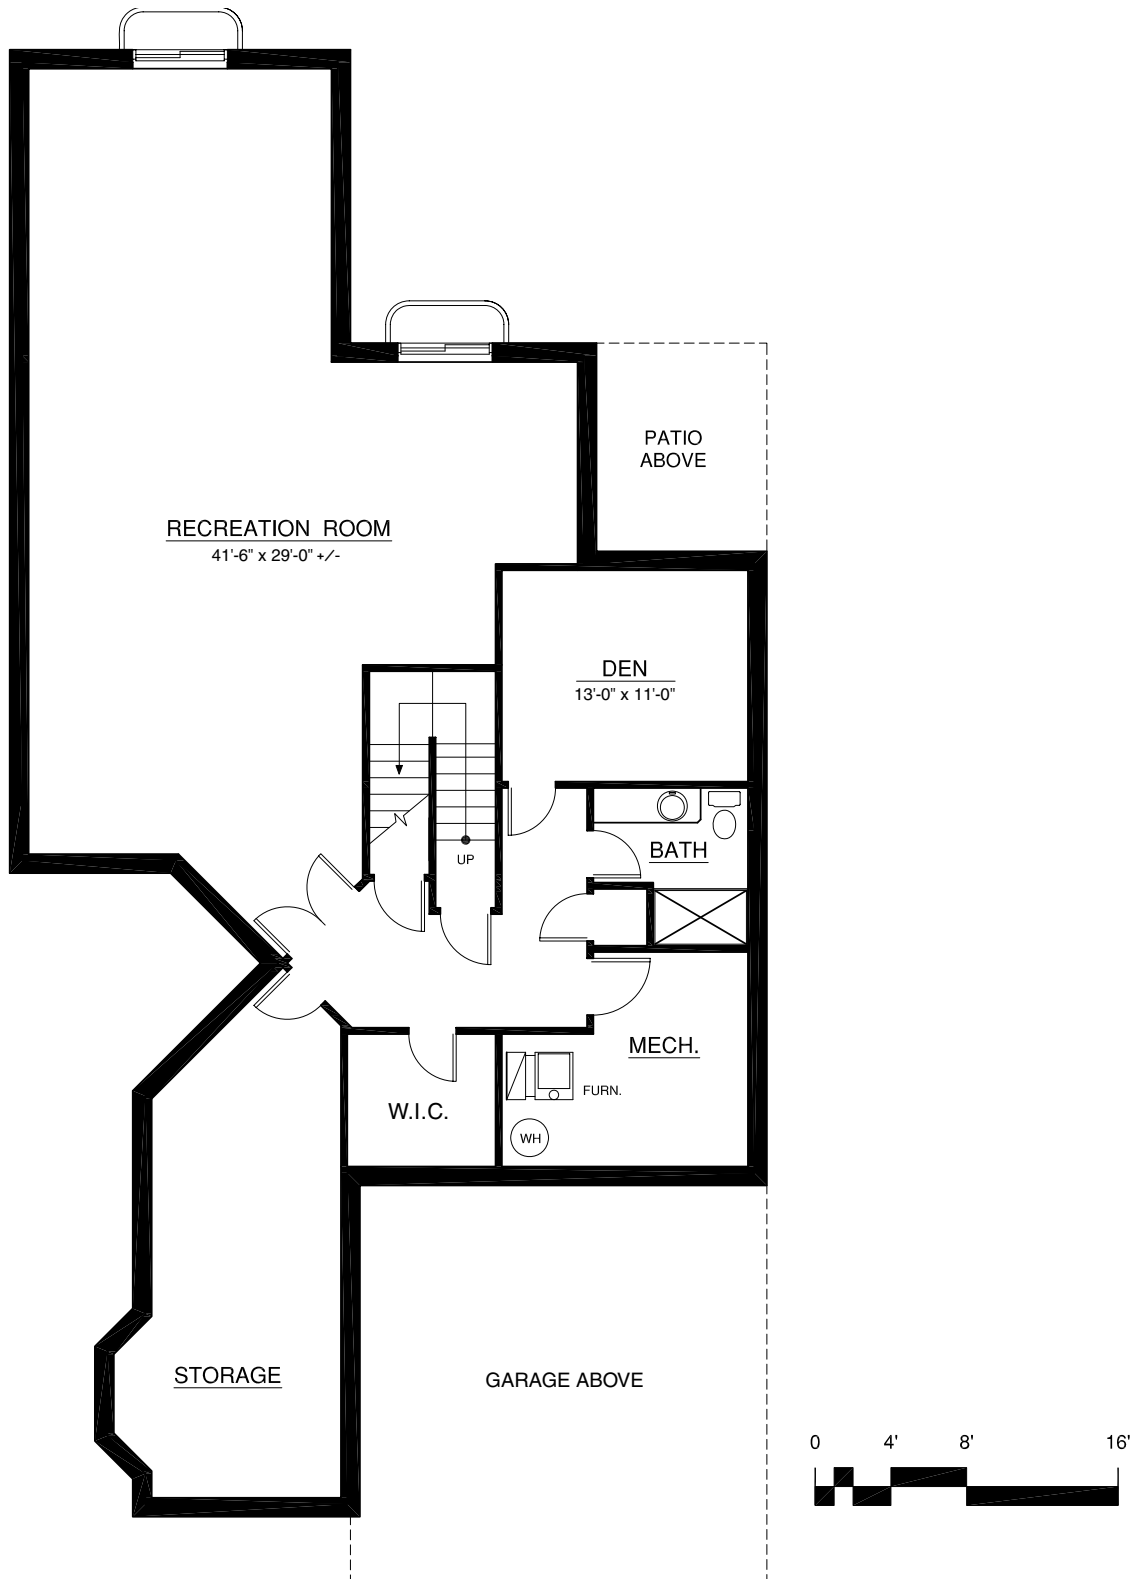 PATIO
ABOVE
RECREATION ROOM
41'-6" x 29'-0" +/-
DEN
13'-0" x 11'-0"
UP
BATH
MECH.
FURN.
W.I.C.
WH
STORAGE
GARAGE ABOVE
0 4' 8' 16'